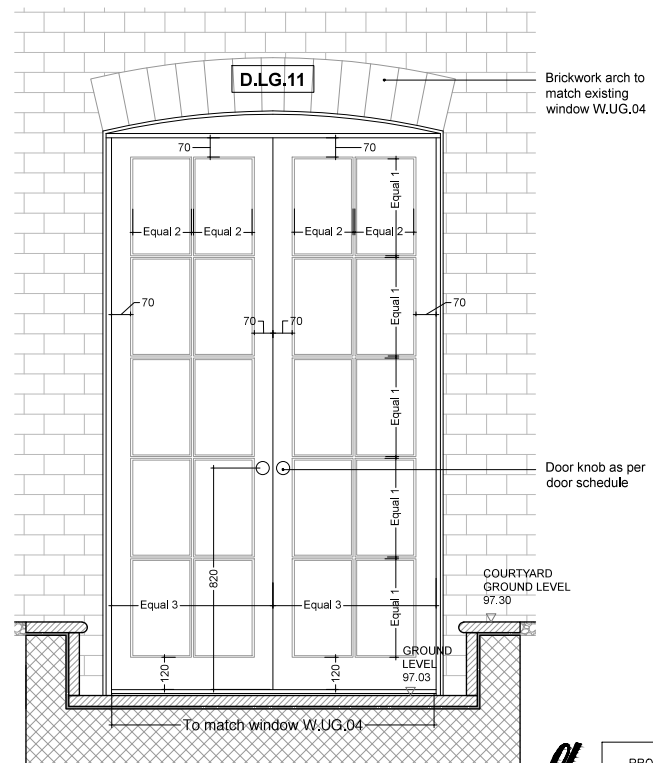 D.LG.11
Brickwork arch to
match existing
window W.UG.04
70
70
Equal 1
Equal 2
Equal 2
Equal 2
Equal 2
70
70
70
70
Equal 1
Equal 1
Door knob as per
door schedule
Equal 1
820
COURTYARD
GROUND LEVEL
97.30
Equal 3
Equal 3
Equal 1
GROUND
LEVEL
97.03
120
120
To match window W.UG.04